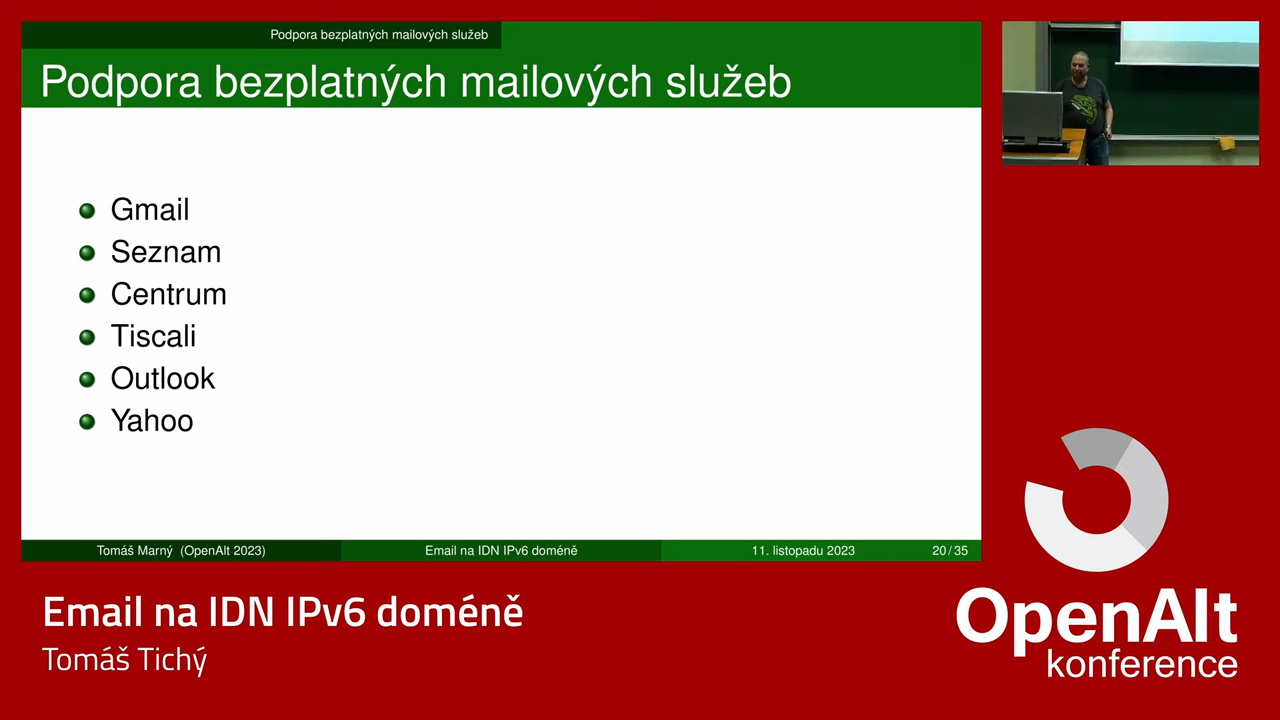 Podpora bezplatných mailových služeb
Podpora bezplatných mailových služeb
Gmail
Seznam
Centrum
Tiscali
Outlook
Yahoo
Tomáš Marný (OpenAlt 2023)
Email na IDN IPv6 doméně
11. listopadu 2023
20 / 35
Email na IDN IPv6 doméně
Tomáš Tichý
OpenAlt
konference